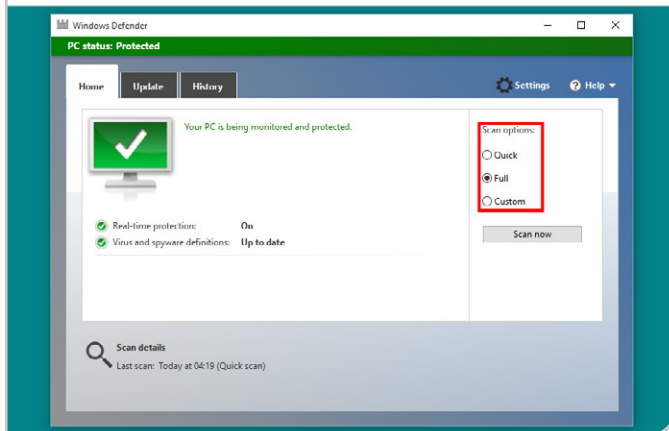 Windows Defender
PC status: Protected
Home Update History Settings Help
Your PC is being monitored and protected.
Scan options:
Quick
Full
Custom
Real-time protection: On
Virus and spyware definitions: Up to date
Scan now
Scan details
Last scan: Today at 04:19 (Quick scan)